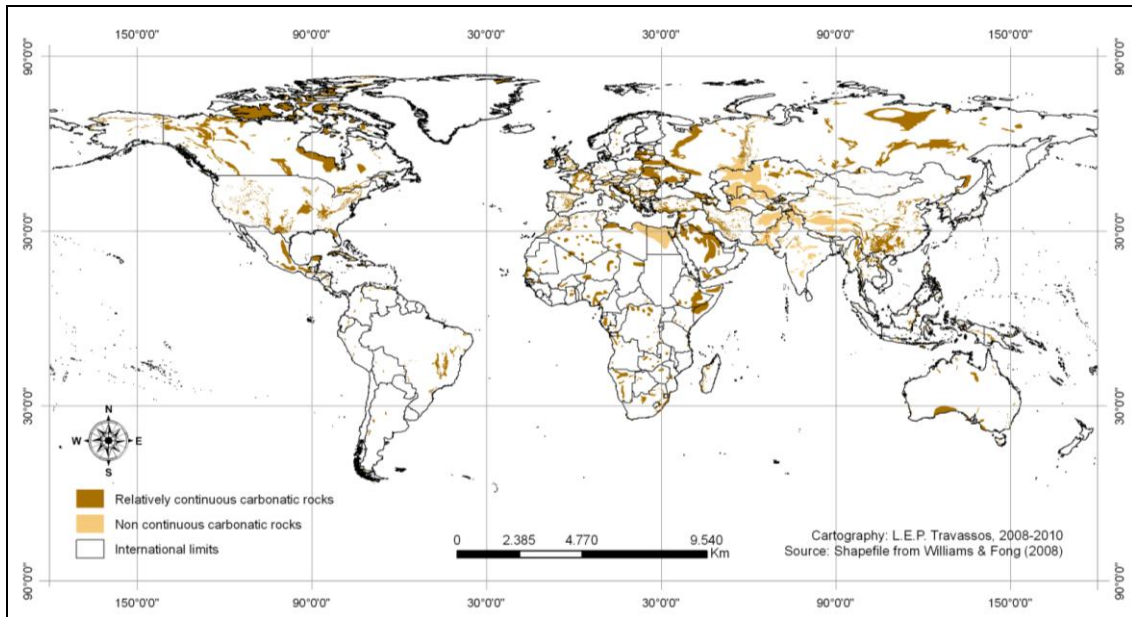 150°0'0" 90°0'0" 30°0'0" 30°0'0" 90°0'0" 150°0'0"
90°0'0" 90°0'0"
30°0'0" 30°0'0"
30°0'0" 30°0'0"
N
W E
S
Relatively continuous carbonatic rocks
Non continuous carbonatic rocks
International limits
0 2.385 4.770 9.540
Km
Cartography: L.E.P. Travassos, 2008-2010
Source: Shapefile from Williams & Fong (2008)
90°0'0" 90°0'0"
150°0'0" 90°0'0" 30°0'0" 30°0'0" 90°0'0" 150°0'0"